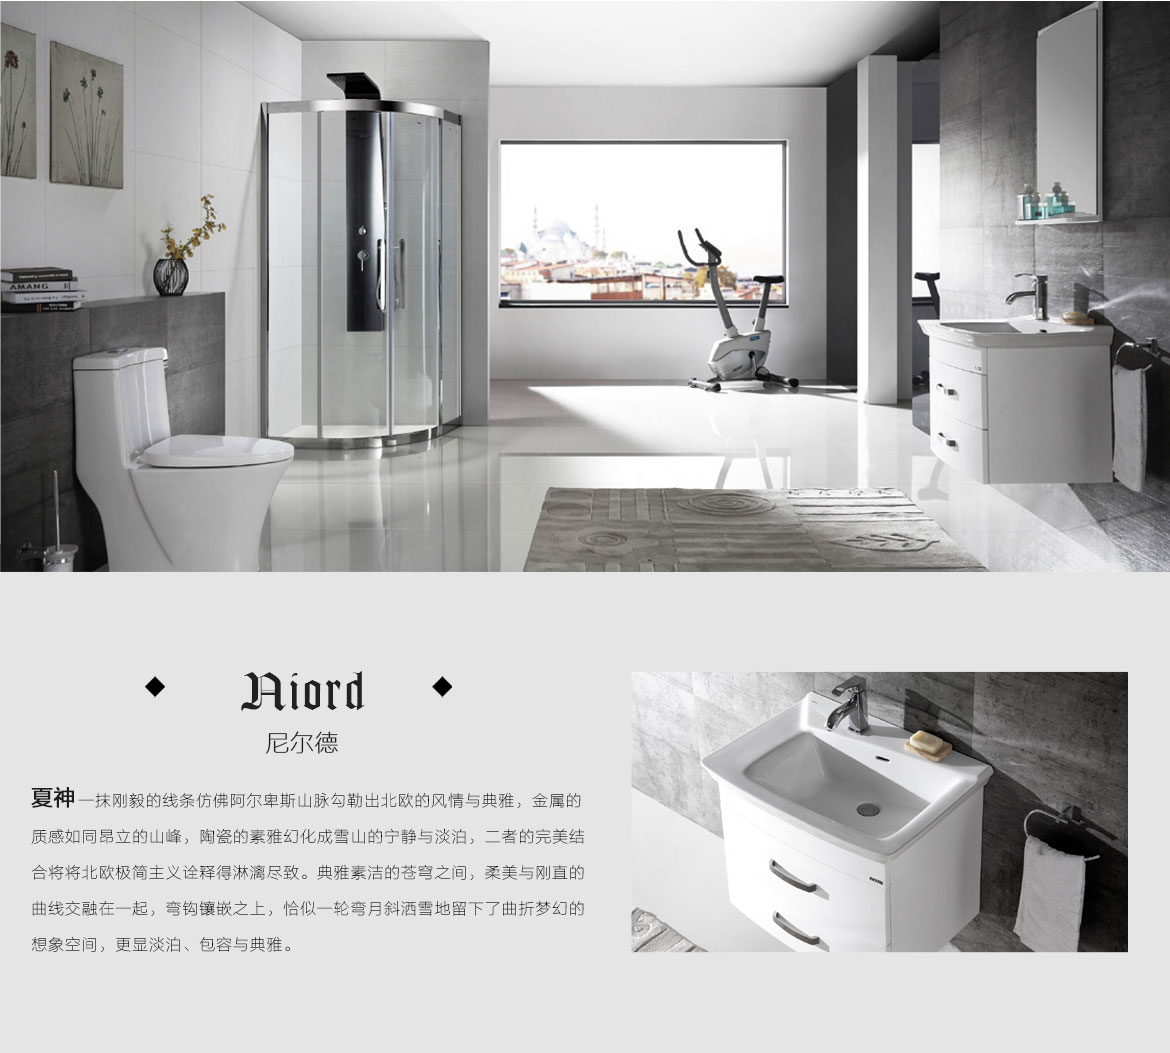 AMANG
Niord
尼尔德
夏神 一抹刚毅的线条仿佛阿尔卑斯山脉勾勒出北欧的风情与典雅，金属的
质感如同昂立的山峰，陶瓷的素雅幻化成雪山的宁静与淡泊，二者的完美结
合将将北欧极简主义诠释得淋漓尽致。典雅素洁的苍穹之间，柔美与刚直的
曲线交融在一起，弯钩镶嵌之上，恰似一轮弯月斜洒雪地留下了曲折梦幻的
想象空间，更显淡泊、包容与典雅。